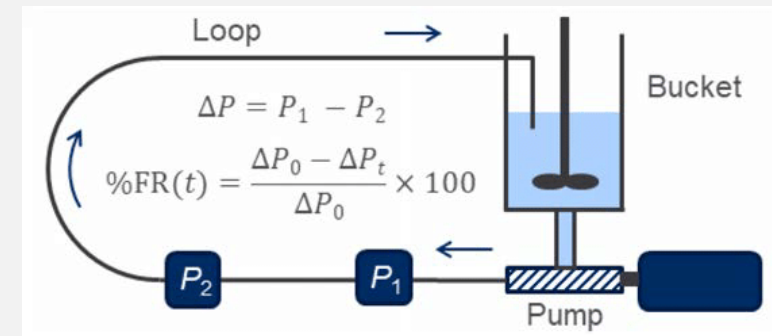 Loop
Bucket
ΔP = P₁ − P₂
%FR(t) = (ΔP₀ − ΔPₜ) / ΔP₀ × 100
P₂
P₁
Pump